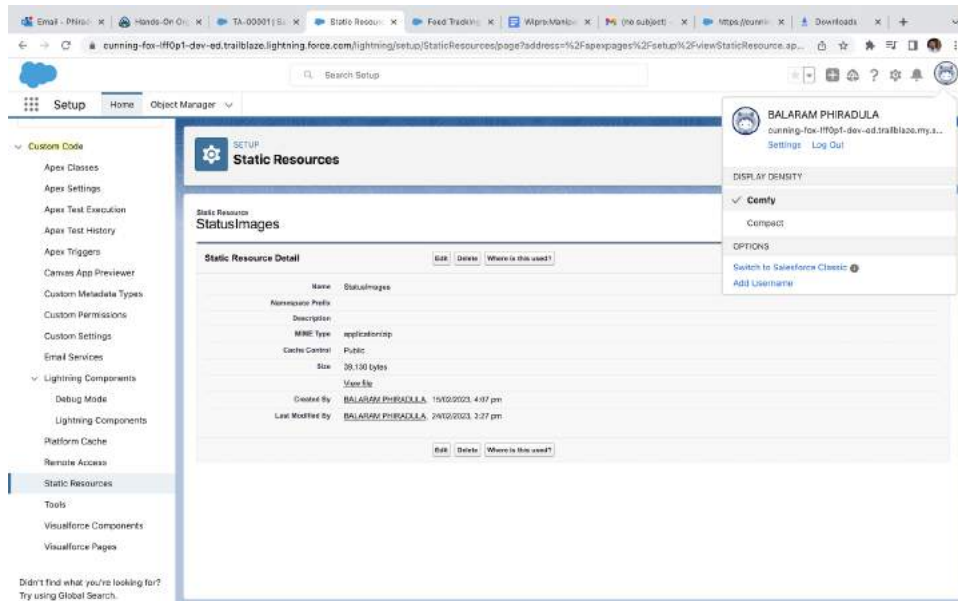 Email - Phira
Hands-On Or
TA-00001 | S
Static Resour
Feed Tracking
Wipro-Manip
(no subject)
Downloads
cunning-fox-lff0p1-dev-ed.trailblaze.lightning.force.com/lightning/setup/StaticResources/page?address=%2Fapexpages%2Fsetup%2FviewStaticResource.ap...
Search Setup
Setup
Home
Object Manager
BALARAM PHIRADULA
cunning-fox-lff0p1-dev-ed.trailblaze.my.s...
Settings Log Out
DISPLAY DENSITY
Comfy
Compact
OPTIONS
Switch to Salesforce Classic
Add Username
Custom Code
Apex Classes
Apex Settings
Apex Test Execution
Apex Test History
Apex Triggers
Canvas App Previewer
Custom Metadata Types
Custom Permissions
Custom Settings
Email Services
Lightning Components
Debug Mode
Lightning Components
Platform Cache
Remote Access
Static Resources
Tools
Visualforce Components
Visualforce Pages
Didn't find what you're looking for?
Try using Global Search.
SETUP
Static Resources
Static Resource
StatusImages
Static Resource Detail
Edit Delete Where is this used?
Name StatusImages
Namespace Prefix
Description
MIME Type application/zip
Cache Control Public
Size 39,130 bytes
View file
Created By BALARAM PHIRADULA, 15/02/2023, 4:07 pm
Last Modified By BALARAM PHIRADULA, 24/02/2023, 3:27 pm
Edit Delete Where is this used?